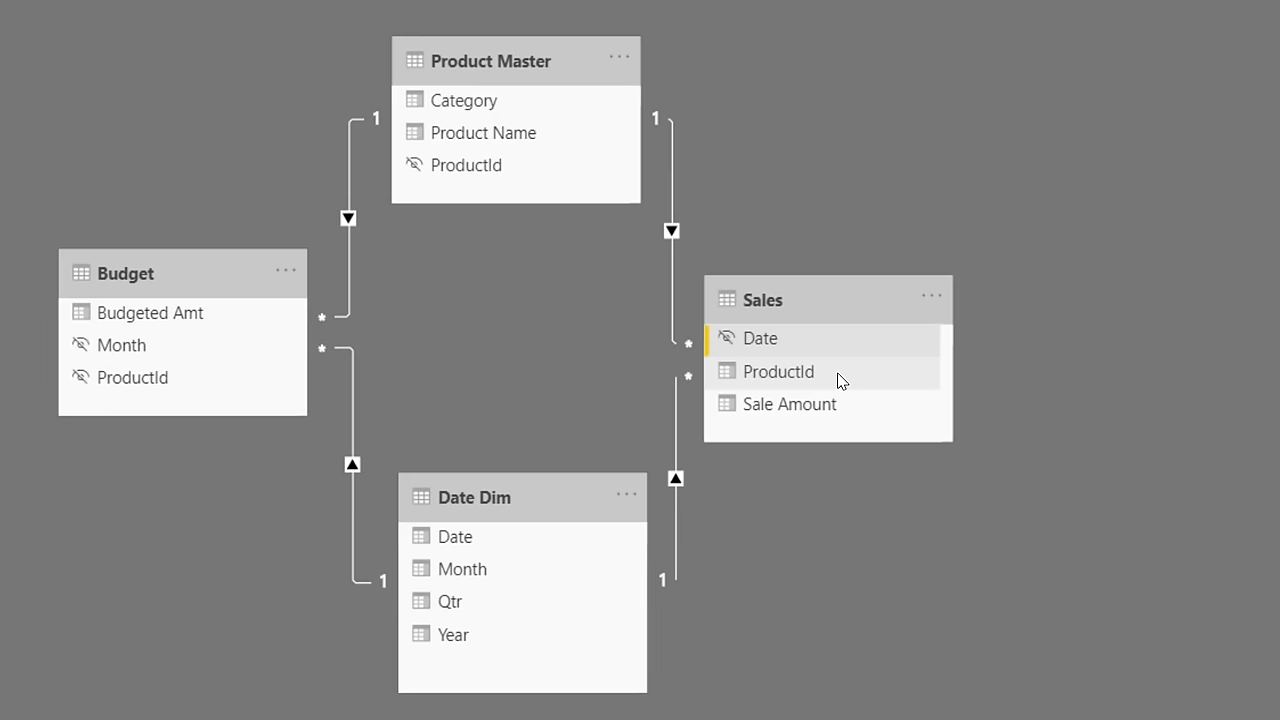 Product Master
Category
Product Name
ProductId
1
1
Budget
Budgeted Amt
Month
ProductId
*
*
Sales
Date
ProductId
Sale Amount
*
*
Date Dim
Date
Month
Qtr
Year
1
1